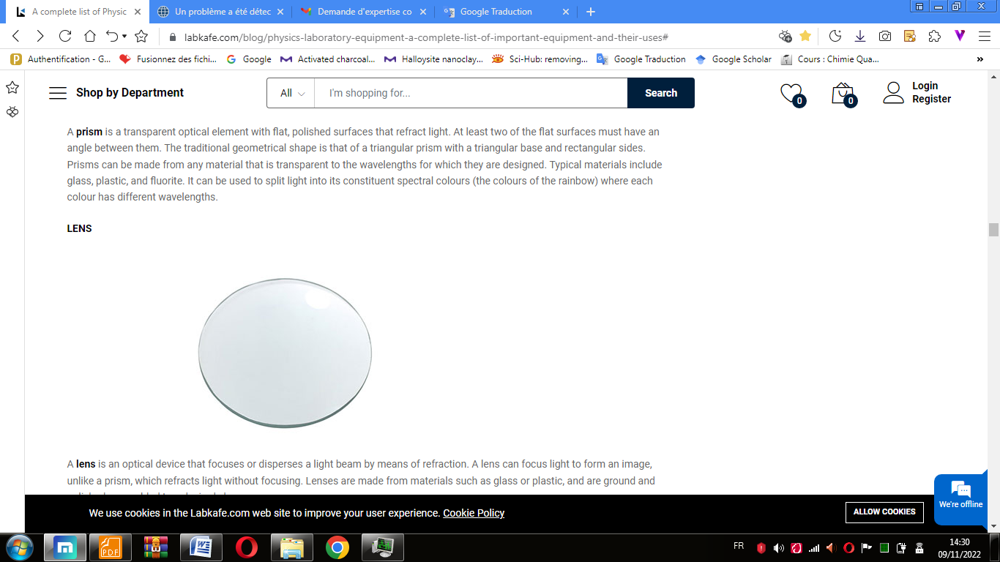 A complete list of Physic
Un problème a été détec
Demande d'expertise co
Google Traduction
labkafe.com/blog/physics-laboratory-equipment-a-complete-list-of-important-equipment-and-their-uses#
Authentification - G...
Fusionnez des fichi...
Google
Activated charcoal...
Halloysite nanoclay...
Sci-Hub: removing...
Google Traduction
Google Scholar
Cours : Chimie Qua...
»
Shop by Department
All
I'm shopping for...
Search
0
0
Login
Register
A prism is a transparent optical element with flat, polished surfaces that refract light. At least two of the flat surfaces must have an
angle between them. The traditional geometrical shape is that of a triangular prism with a triangular base and rectangular sides.
Prisms can be made from any material that is transparent to the wavelengths for which they are designed. Typical materials include
glass, plastic, and fluorite. It can be used to split light into its constituent spectral colours (the colours of the rainbow) where each
colour has different wavelengths.
LENS
A lens is an optical device that focuses or disperses a light beam by means of refraction. A lens can focus light to form an image,
unlike a prism, which refracts light without focusing. Lenses are made from materials such as glass or plastic, and are ground and
We're offline
We use cookies in the Labkafe.com web site to improve your user experience. Cookie Policy
ALLOW COOKIES
PDF
FR
14:30
09/11/2022